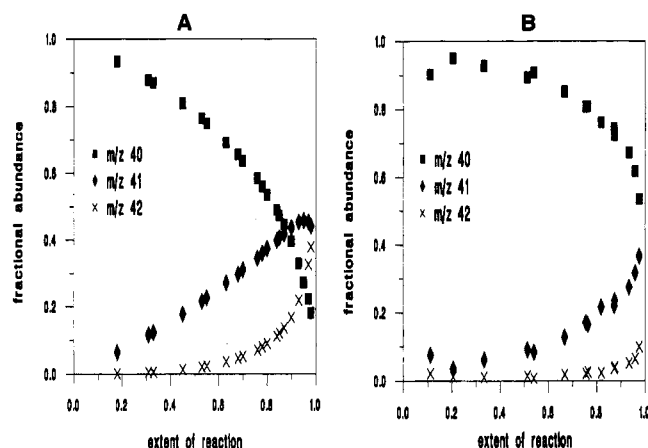 A
B
1.0
0.8
0.6
0.4
0.2
0.0
fractional abundance
■ m/z 40
♦ m/z 41
× m/z 42
0.0 0.2 0.4 0.6 0.8 1.0
extent of reaction
1.0
0.8
0.6
0.4
0.2
0.0
fractional abundance
■ m/z 40
♦ m/z 41
× m/z 42
0.0 0.2 0.4 0.6 0.8 1.0
extent of reaction